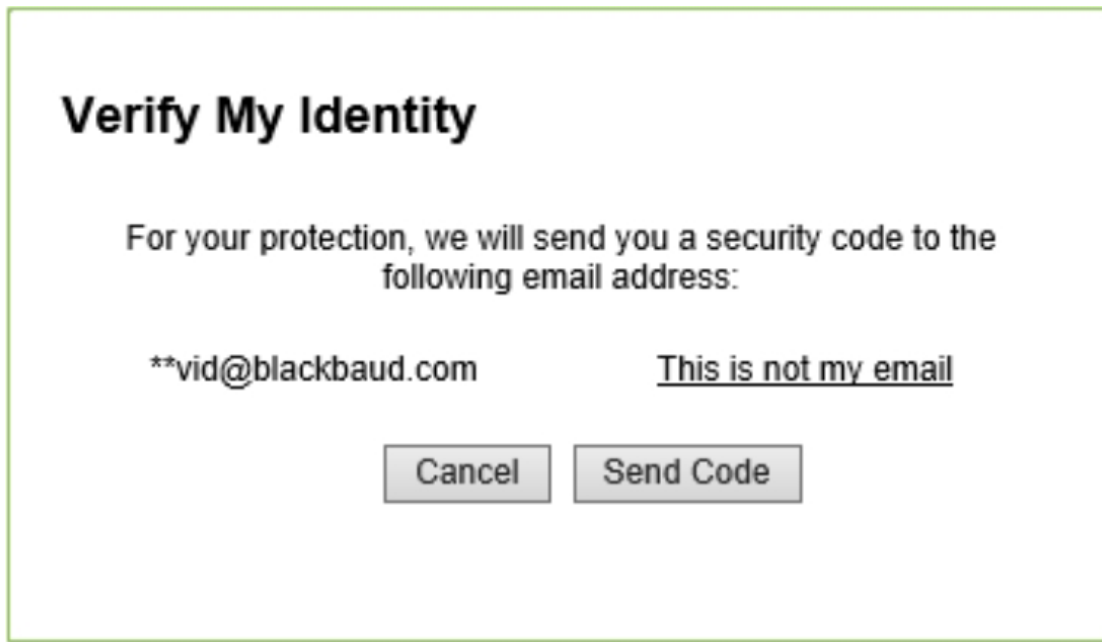 Verify My Identity
For your protection, we will send you a security code to the
following email address:
**vid@blackbaud.com This is not my email
Cancel Send Code